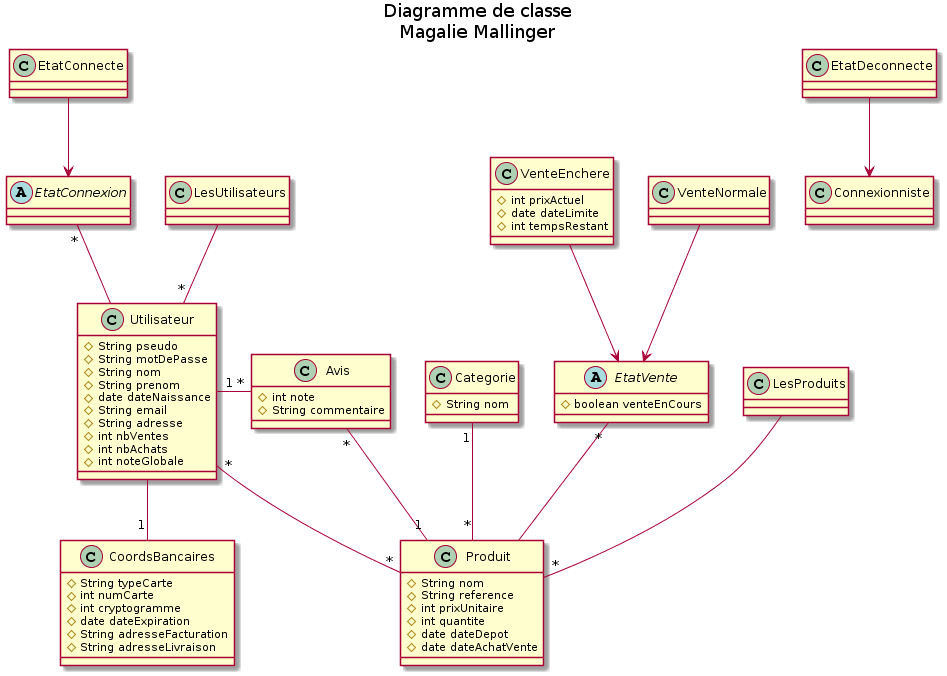 Diagramme de classe
Magalie Mallinger
C EtatConnecte
C EtatDeconnecte
A EtatConnexion
C LesUtilisateurs
C VenteEnchere
int prixActuel
date dateLimite
int tempsRestant
C VenteNormale
C Connexionniste
*
*
C Utilisateur
String pseudo
String motDePasse
String nom
String prenom
date dateNaissance
String email
String adresse
int nbVentes
int nbAchats
int noteGlobale
1 *
C Avis
int note
String commentaire
C Categorie
String nom
A EtatVente
boolean venteEnCours
C LesProduits
*
1
*
*
1
1
*
*
*
C CoordsBancaires
String typeCarte
int numCarte
int cryptogramme
date dateExpiration
String adresseFacturation
String adresseLivraison
C Produit
String nom
String reference
int prixUnitaire
int quantite
date dateDepot
date dateAchatVente